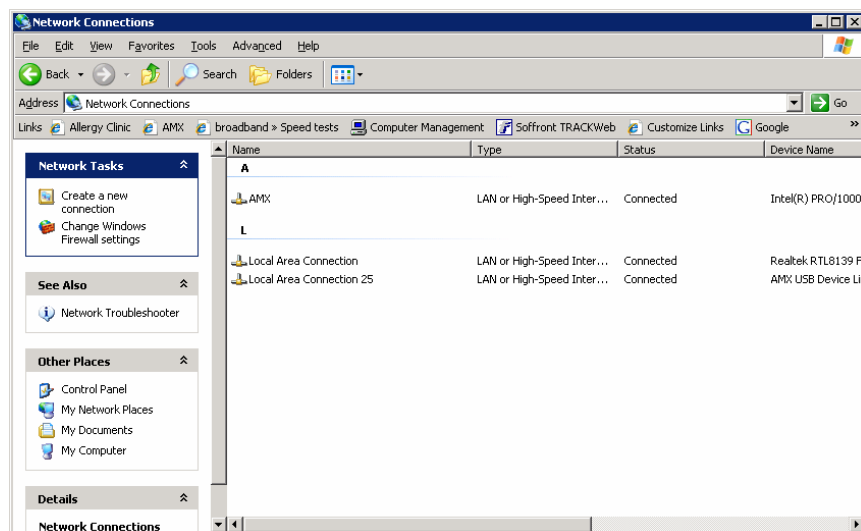 Network Connections
File Edit View Favorites Tools Advanced Help
Back Search Folders
Address Network Connections Go
Links Allergy Clinic AMX broadband » Speed tests Computer Management Soffront TRACKWeb Customize Links Google »
Name Type Status Device Name
Network Tasks
Create a new
connection
Change Windows
Firewall settings
See Also
Network Troubleshooter
Other Places
Control Panel
My Network Places
My Documents
My Computer
Details
Network Connections
A
AMX LAN or High-Speed Inter... Connected Intel(R) PRO/1000
L
Local Area Connection LAN or High-Speed Inter... Connected Realtek RTL8139 F
Local Area Connection 25 LAN or High-Speed Inter... Connected AMX USB Device Li